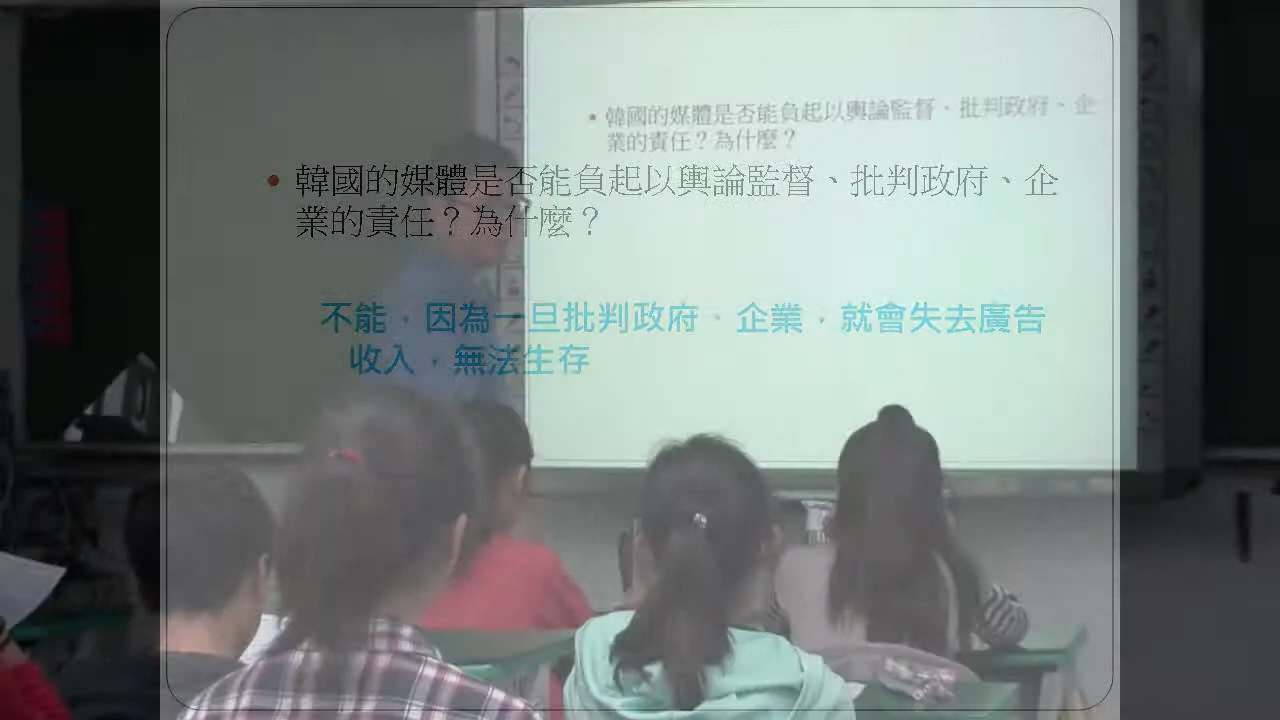 • 韓國的媒體是否能負起以輿論監督、批判政府、企
業的責任？為什麼？
• 韓國的媒體是否能負起以輿論監督、批判政府、企
業的責任？為什麼？
不能，因為一旦批判政府、企業，就會失去廣告
收入，無法生存